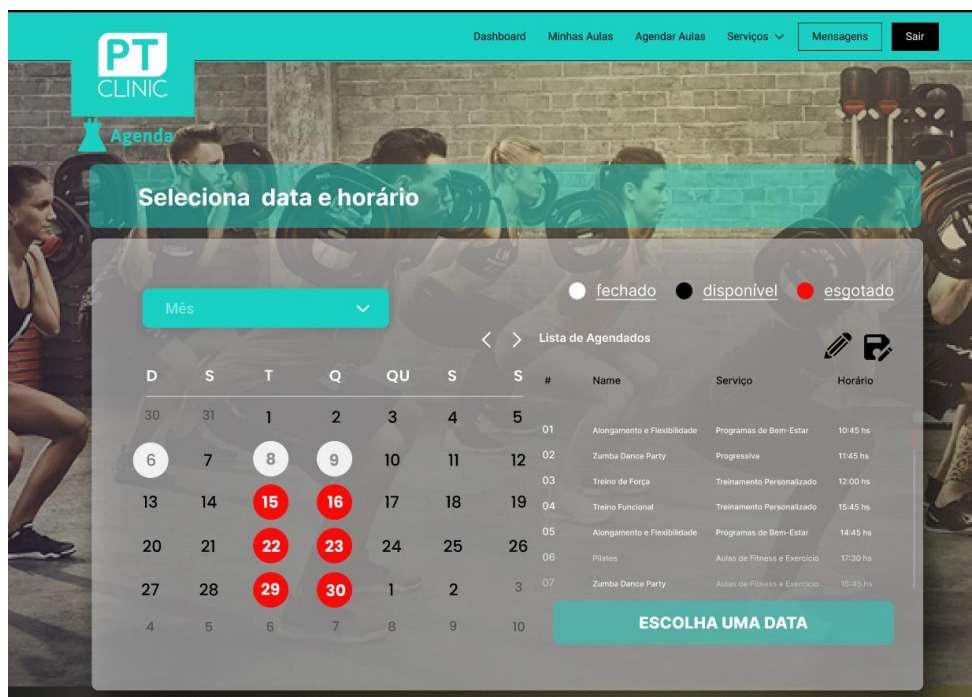 PT
CLINIC
Dashboard Minhas Aulas Agendar Aulas Serviços Mensagens Sair
Agenda
Seleciona data e horário
fechado disponível esgotado
Mês
Lista de Agendados
D S T Q QU S S
30 31 1 2 3 4 5
6 7 8 9 10 11 12
13 14 15 16 17 18 19
20 21 22 23 24 25 26
27 28 29 30 1 2 3
4 5 6 7 8 9 10
# Name Serviço Horário
01 Alongamento e Flexibilidade Programas de Bem-Estar 10:45 hs
02 Zumba Dance Party Progressiva 11:45 hs
03 Treino de Força Treinamento Personalizado 12:00 hs
04 Treino Funcional Treinamento Personalizado 15:45 hs
05 Alongamento e Flexibilidade Programas de Bem-Estar 14:45 hs
06 Pilates Aulas de Fitness e Exercício 17:30 hs
07 Zumba Dance Party Aulas de Fitness e Exercício 18:45 hs
ESCOLHA UMA DATA